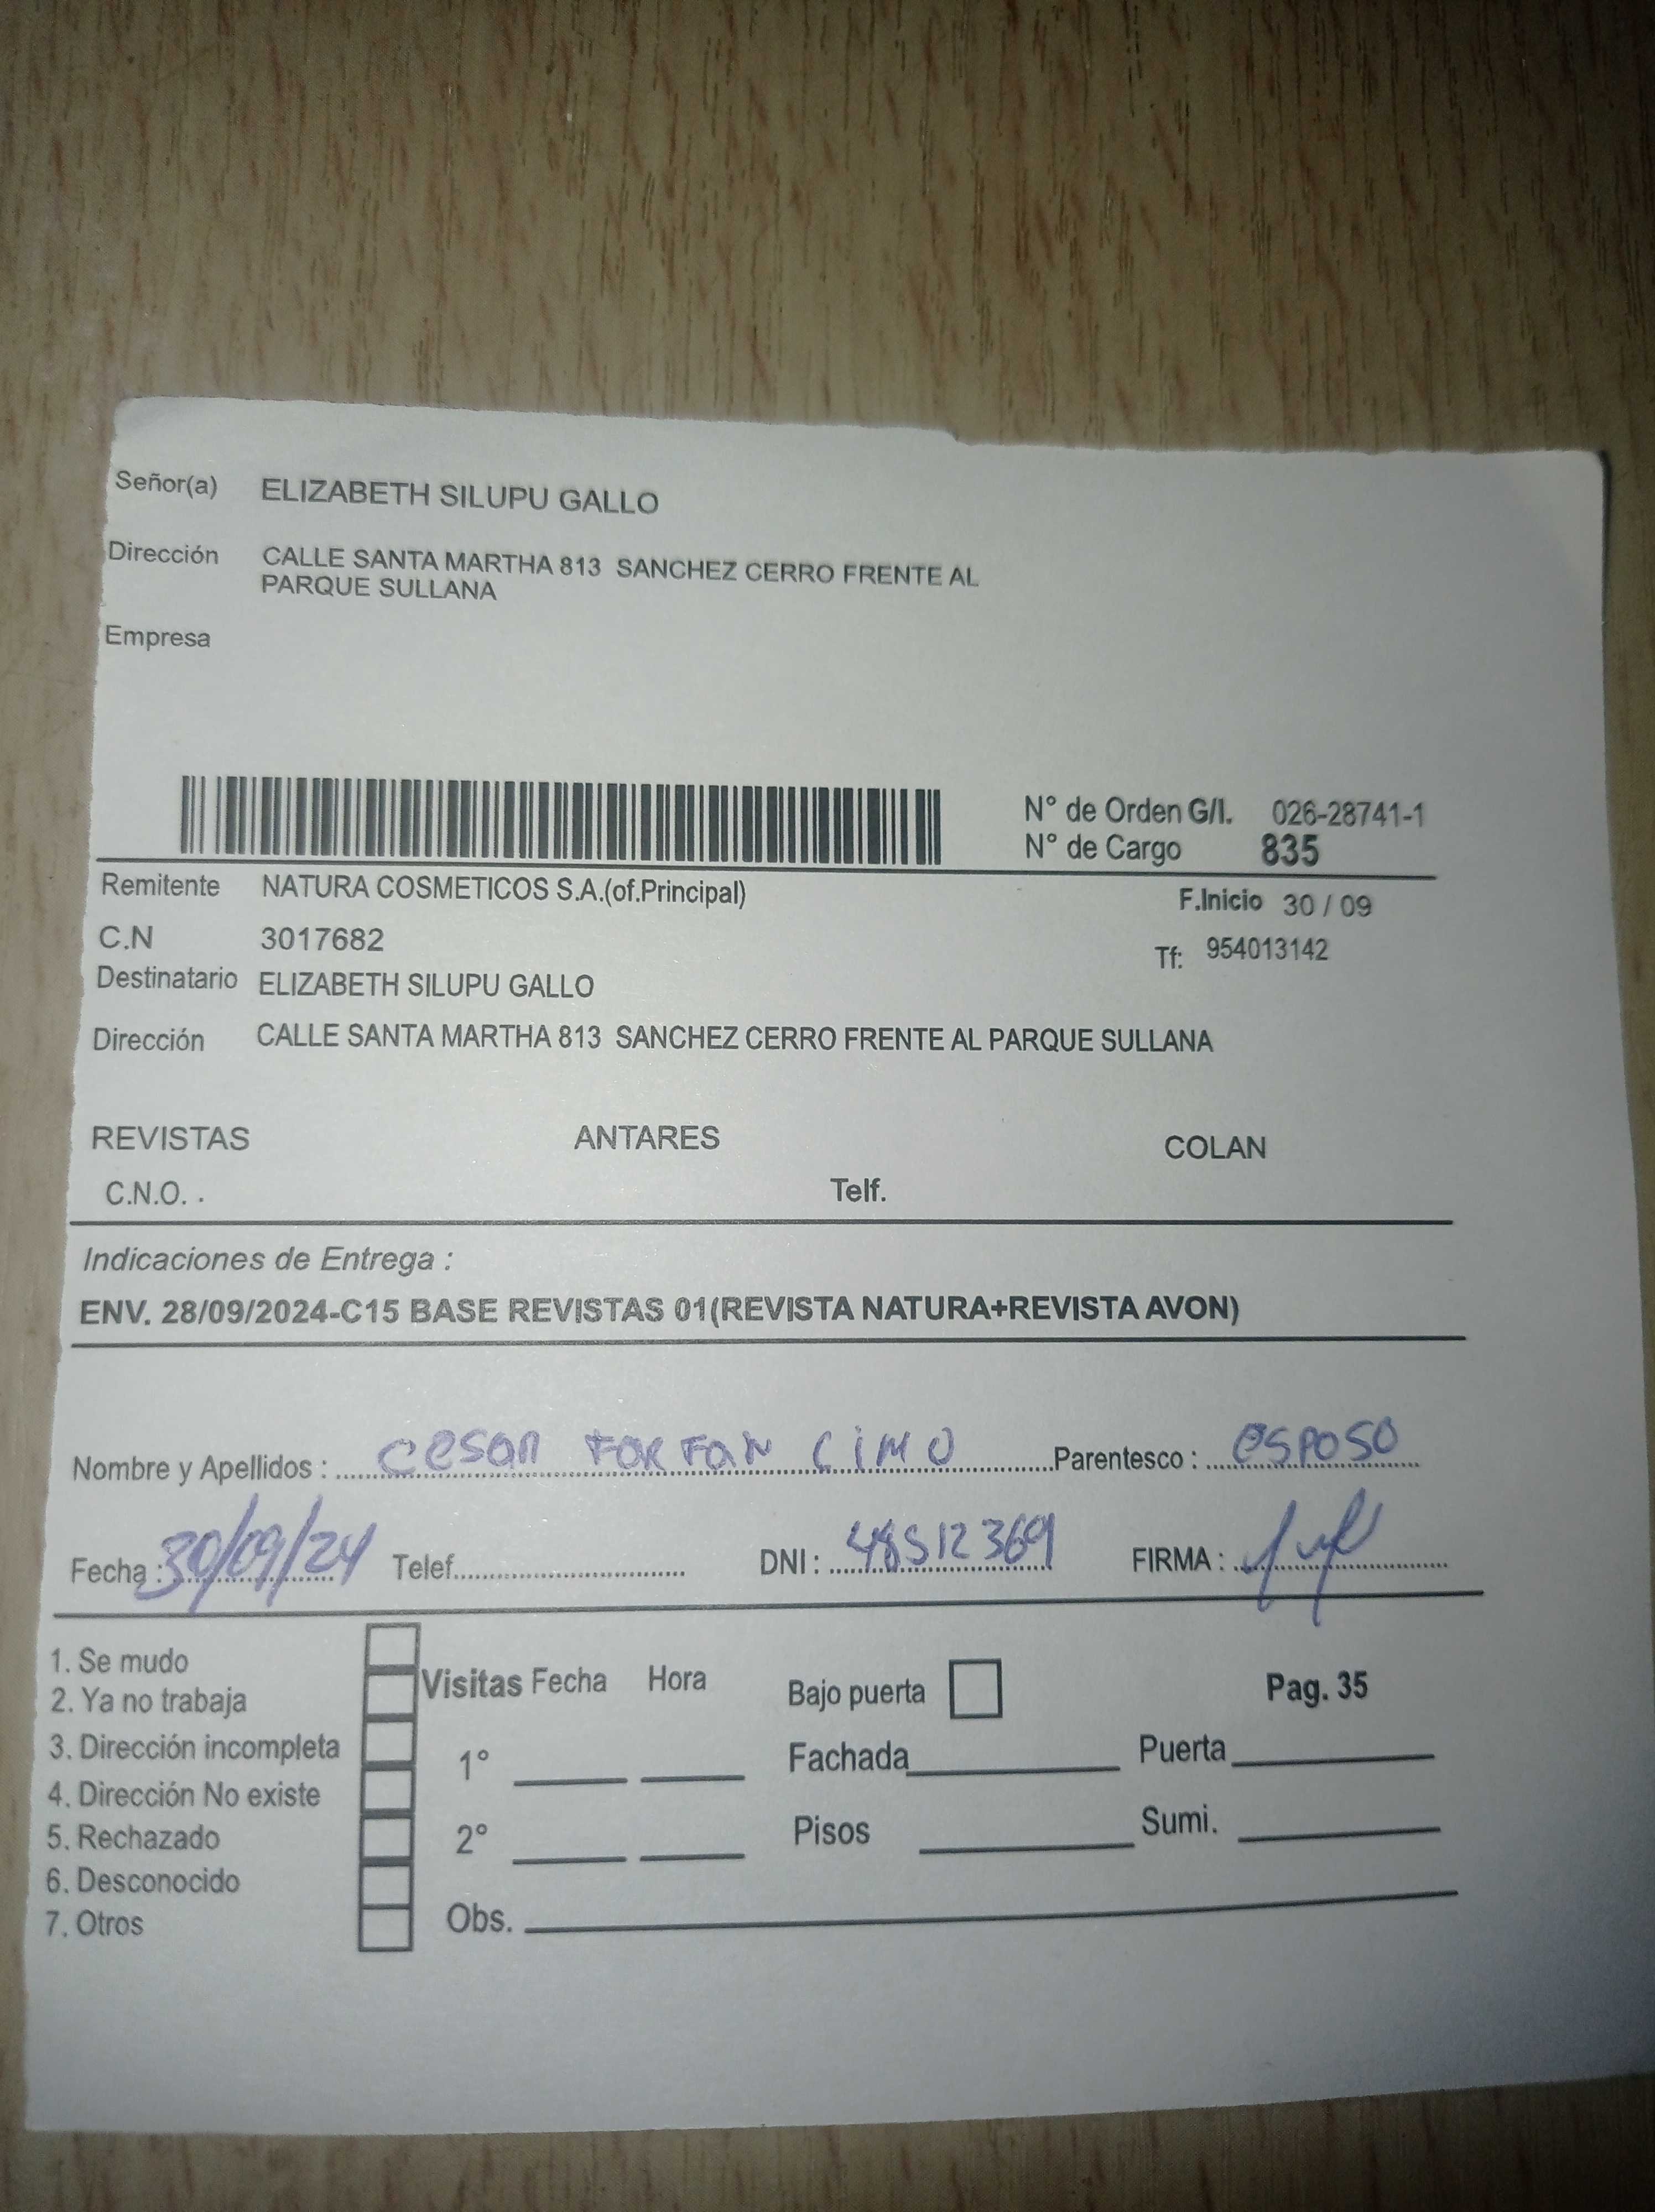 Señor(a) ELIZABETH SILUPU GALLO
Dirección CALLE SANTA MARTHA 813 SANCHEZ CERRO FRENTE AL
PARQUE SULLANA
Empresa
N° de Orden G/I. 026-28741-1
N° de Cargo 835
Remitente NATURA COSMETICOS S.A.(of.Principal) F.Inicio 30 / 09
C.N 3017682 Tf: 954013142
Destinatario ELIZABETH SILUPU GALLO
Dirección CALLE SANTA MARTHA 813 SANCHEZ CERRO FRENTE AL PARQUE SULLANA
REVISTAS ANTARES COLAN
C.N.O. . Telf.
Indicaciones de Entrega :
ENV. 28/09/2024-C15 BASE REVISTAS 01(REVISTA NATURA+REVISTA AVON)
Nombre y Apellidos : Cesar FARFAN CIMO Parentesco : esposo
Fecha : 30/09/24 Telef. DNI : 48512369 FIRMA :
1. Se mudo
2. Ya no trabaja
3. Dirección incompleta
4. Dirección No existe
5. Rechazado
6. Desconocido
7. Otros
Visitas Fecha Hora Bajo puerta Pag. 35
1° Fachada Puerta
2° Pisos Sumi.
Obs.